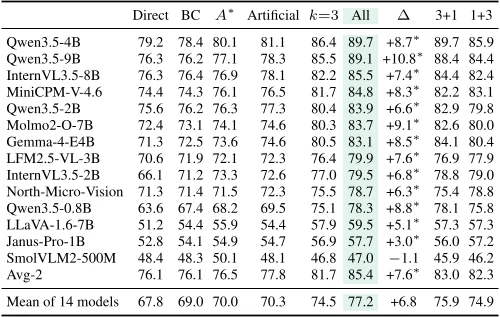 Direct BC A* Artificial k=3 All Δ 3+1 1+3
Qwen3.5-4B 79.2 78.4 80.1 81.1 86.4 89.7 +8.7* 89.7 85.9
Qwen3.5-9B 76.3 76.2 77.1 78.3 85.5 89.1 +10.8* 88.4 84.4
InternVL3.5-8B 76.3 76.4 76.9 78.1 82.2 85.5 +7.4* 84.4 82.4
MiniCPM-V-4.6 74.4 74.3 76.1 76.5 81.7 84.8 +8.3* 82.2 83.1
Qwen3.5-2B 75.6 76.2 76.3 77.3 80.4 83.9 +6.6* 82.9 79.8
Molmo2-O-7B 72.4 73.1 74.1 74.6 80.3 83.7 +9.1* 82.6 80.0
Gemma-4-E4B 71.3 72.5 73.6 74.6 80.5 83.1 +8.5* 84.1 80.4
LFM2.5-VL-3B 70.6 71.9 72.1 72.3 76.4 79.9 +7.6* 76.9 77.9
InternVL3.5-2B 66.1 71.2 73.3 72.6 77.0 79.5 +6.8* 78.8 79.0
North-Micro-Vision 71.3 71.4 71.5 72.3 75.5 78.7 +6.3* 75.4 78.8
Qwen3.5-0.8B 63.6 67.4 68.2 69.5 75.1 78.3 +8.8* 78.1 75.8
LLaVA-1.6-7B 51.2 54.4 55.9 54.4 57.9 59.5 +5.1* 57.3 57.3
Janus-Pro-1B 52.8 54.1 54.9 54.7 56.9 57.7 +3.0* 56.0 57.2
SmolVLM2-500M 48.4 48.3 50.1 48.1 46.8 47.0 −1.1 45.9 46.2
Avg-2 76.1 76.1 76.5 77.8 81.7 85.4 +7.6* 83.0 82.3
Mean of 14 models 67.8 69.0 70.0 70.3 74.5 77.2 +6.8 75.9 74.9